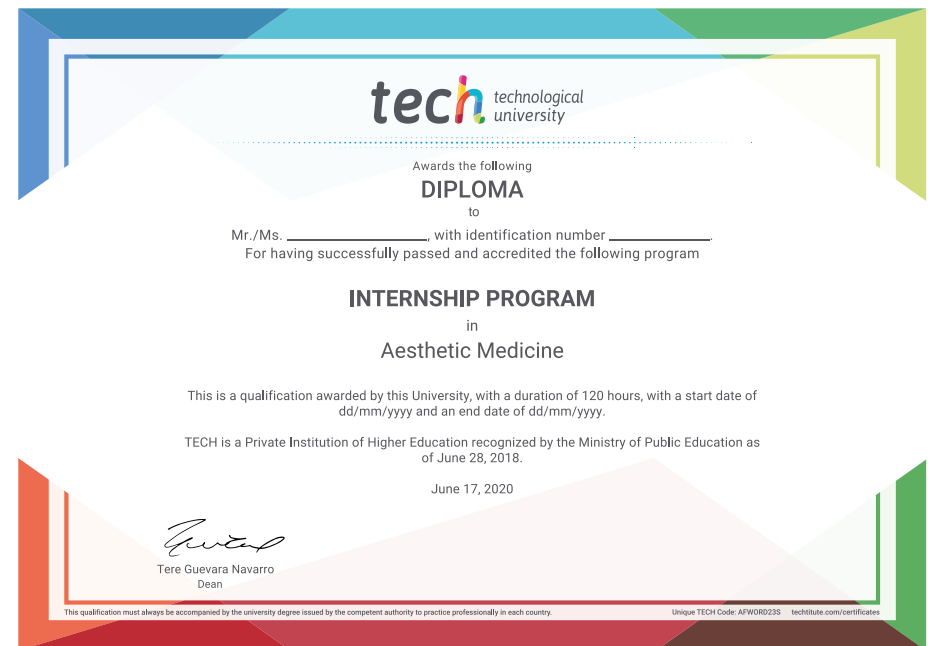 tech technological
university
Awards the following
DIPLOMA
to
Mr./Ms. ____________________, with identification number ______________.
For having successfully passed and accredited the following program
INTERNSHIP PROGRAM
in
Aesthetic Medicine
This is a qualification awarded by this University, with a duration of 120 hours, with a start date of
dd/mm/yyyy and an end date of dd/mm/yyyy.
TECH is a Private Institution of Higher Education recognized by the Ministry of Public Education as
of June 28, 2018.
June 17, 2020
Tere Guevara Navarro
Dean
This qualification must always be accompanied by the university degree issued by the competent authority to practice professionally in each country.
Unique TECH Code: AFWORD23S techtitute.com/certificates